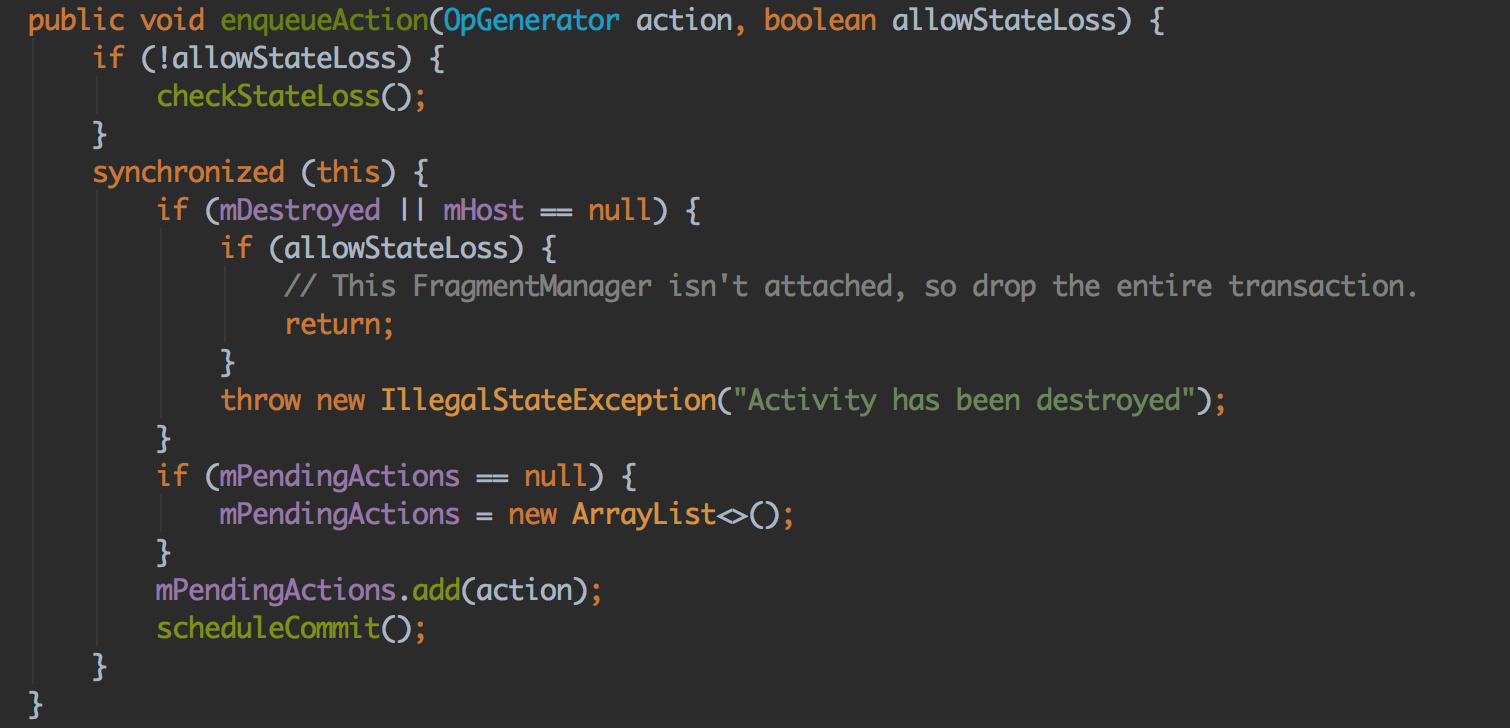 public void enqueueAction(OpGenerator action, boolean allowStateLoss) {
    if (!allowStateLoss) {
        checkStateLoss();
    }
    synchronized (this) {
        if (mDestroyed || mHost == null) {
            if (allowStateLoss) {
                // This FragmentManager isn't attached, so drop the entire transaction.
                return;
            }
            throw new IllegalStateException("Activity has been destroyed");
        }
        if (mPendingActions == null) {
            mPendingActions = new ArrayList<>();
        }
        mPendingActions.add(action);
        scheduleCommit();
    }
}